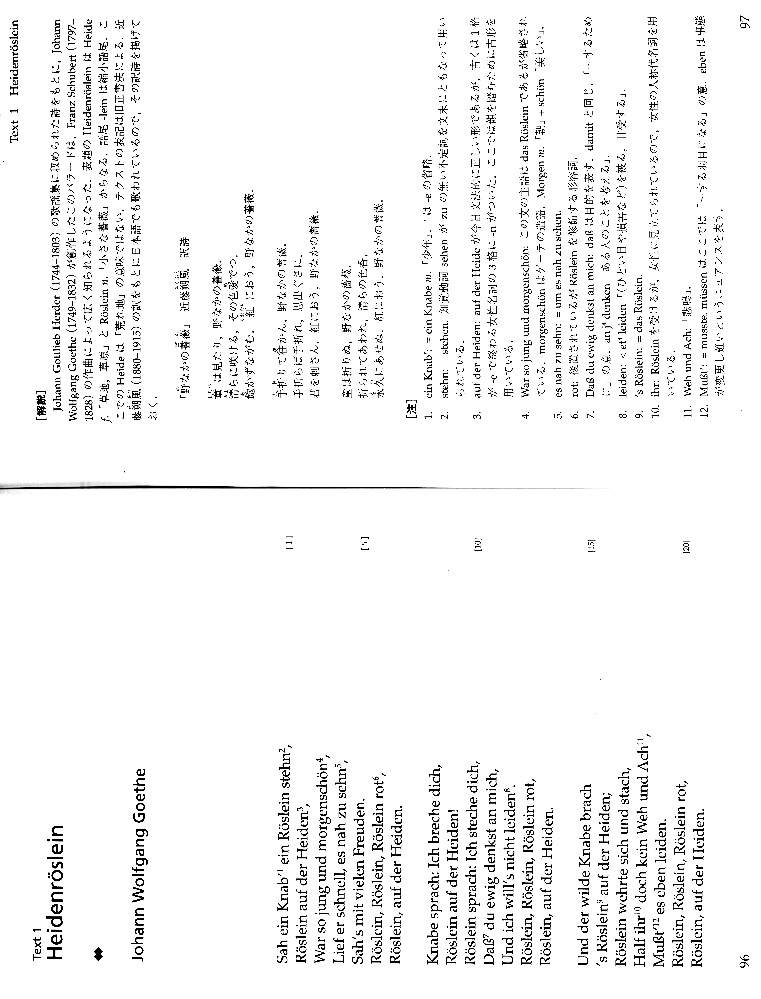 Text 1
Heidenröslein
◆◆
Johann Wolfgang Goethe
Sah ein Knab'¹ ein Röslein stehn², [ 1 ]
Röslein auf der Heiden³,
War so jung und morgenschön⁴,
Lief er schnell, es nah zu sehn⁵,
Sah's mit vielen Freuden. [ 5 ]
Röslein, Röslein, Röslein rot⁶,
Röslein, auf der Heiden.
Knabe sprach: Ich breche dich,
Röslein auf der Heiden!
Röslein sprach: Ich steche dich, [10]
Daß⁷ du ewig denkst an mich,
Und ich will's nicht leiden⁸.
Röslein, Röslein, Röslein rot,
Röslein, auf der Heiden.
Und der wilde Knabe brach [15]
's Röslein⁹ auf der Heiden;
Röslein wehrte sich und stach,
Half ihr¹⁰ doch kein Weh und Ach¹¹,
Mußt'¹² es eben leiden.
Röslein, Röslein, Röslein rot, [20]
Röslein, auf der Heiden.
96
Text 1 Heidenröslein
[解説]
Johann Gottlieb Herder (1744–1803) の歌謡集に収められた詩をもとに，Johann
Wolfgang Goethe (1749–1832) が創作したこのバラードは，Franz Schubert (1797–
1828) の作曲によって広く知られるようになった．表題の Heidenröslein は Heide
f.「草地，草原」と Röslein n.「小さな薔薇」からなる．語尾 -lein は縮小語尾．こ
こでの Heide は「荒れ地」の意味ではない．テクストの表記は旧正書法による．近
藤朔風 (1880–1915) の訳をもとに日本語でも歌われているので，その訳詩を掲げて
おく．
「野なかの薔薇」 近藤朔風 訳詩
童は見たり，野なかの薔薇．
清らに咲ける，その色愛でつ，
飽かずながむ．紅におう，野なかの薔薇．
手折りて往かん，野なかの薔薇．
手折らば手折れ，思出ぐさに，
君を刺さん．紅におう，野なかの薔薇．
童は折りぬ，野なかの薔薇．
折られてあわれ，清らの色香，
永久にあせぬ．紅におう，野なかの薔薇．
[注]
1. ein Knab': = ein Knabe m.「少年」．' は -e の省略．
2. stehn: = stehen. 知覚動詞 sehen が zu の無い不定詞を文末にともなって用い
られている．
3. auf der Heiden: auf der Heide が今日文法的に正しい形であるが，古くは 1 格
が -e で終わる女性名詞の 3 格に -n がついた．ここでは韻を踏むために古形を
用いている．
4. War so jung und morgenschön: この文の主語は das Röslein であるが省略され
ている．morgenschön はゲーテの造語，Morgen m.「朝」+ schön「美しい」．
5. es nah zu sehn: = um es nah zu sehen.
6. rot: 後置されているが Röslein を修飾する形容詞．
7. Daß du ewig denkst an mich: daß は目的を表す．damit と同じ．「～するため
に」の意．an j⁴ denken「ある人のことを考える」．
8. leiden: < et⁴ leiden「(ひどい目や損害など)を被る，甘受する」．
9. 's Röslein: = das Röslein.
10. ihr: Röslein を受けるが，女性に見立てられているので，女性の人称代名詞を用
いている．
11. Weh und Ach:「悲鳴」．
12. Mußt': = musste. müssen はここでは「～する羽目になる」の意．eben は事態
が変更し難いというニュアンスを表す．
97